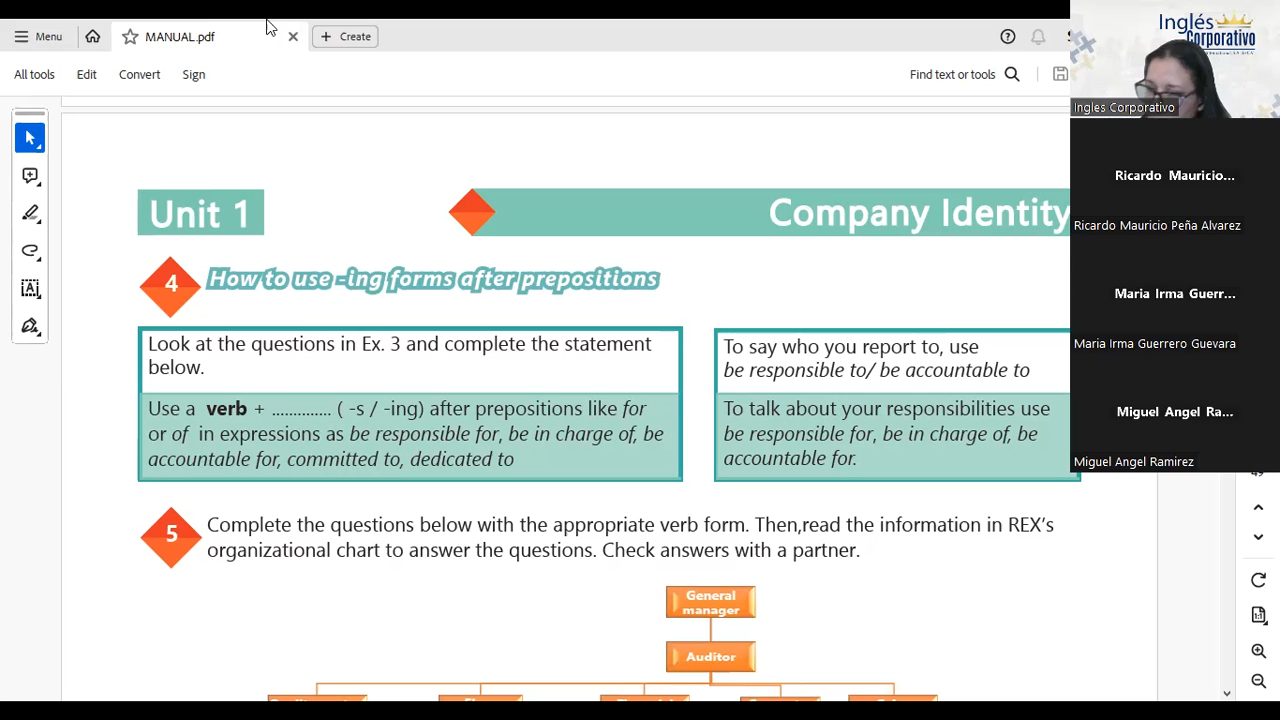 Menu
MANUAL.pdf
Create
All tools
Edit
Convert
Sign
Find text or tools
Unit 1
Company Identity
4
How to use -ing forms after prepositions
Look at the questions in Ex. 3 and complete the statement
below.
Use a verb + .............. ( -s / -ing) after prepositions like for
or of in expressions as be responsible for, be in charge of, be
accountable for, committed to, dedicated to
To say who you report to, use
be responsible to/ be accountable to
To talk about your responsibilities use
be responsible for, be in charge of, be
accountable for.
5
Complete the questions below with the appropriate verb form. Then,read the information in REX's
organizational chart to answer the questions. Check answers with a partner.
General
manager
Auditor
Inglés
Corporativo
Ingles Corporativo
Ricardo Mauricio...
Ricardo Mauricio Peña Alvarez
Maria Irma Guerr...
Maria Irma Guerrero Guevara
Miguel Angel Ra...
Miguel Angel Ramirez